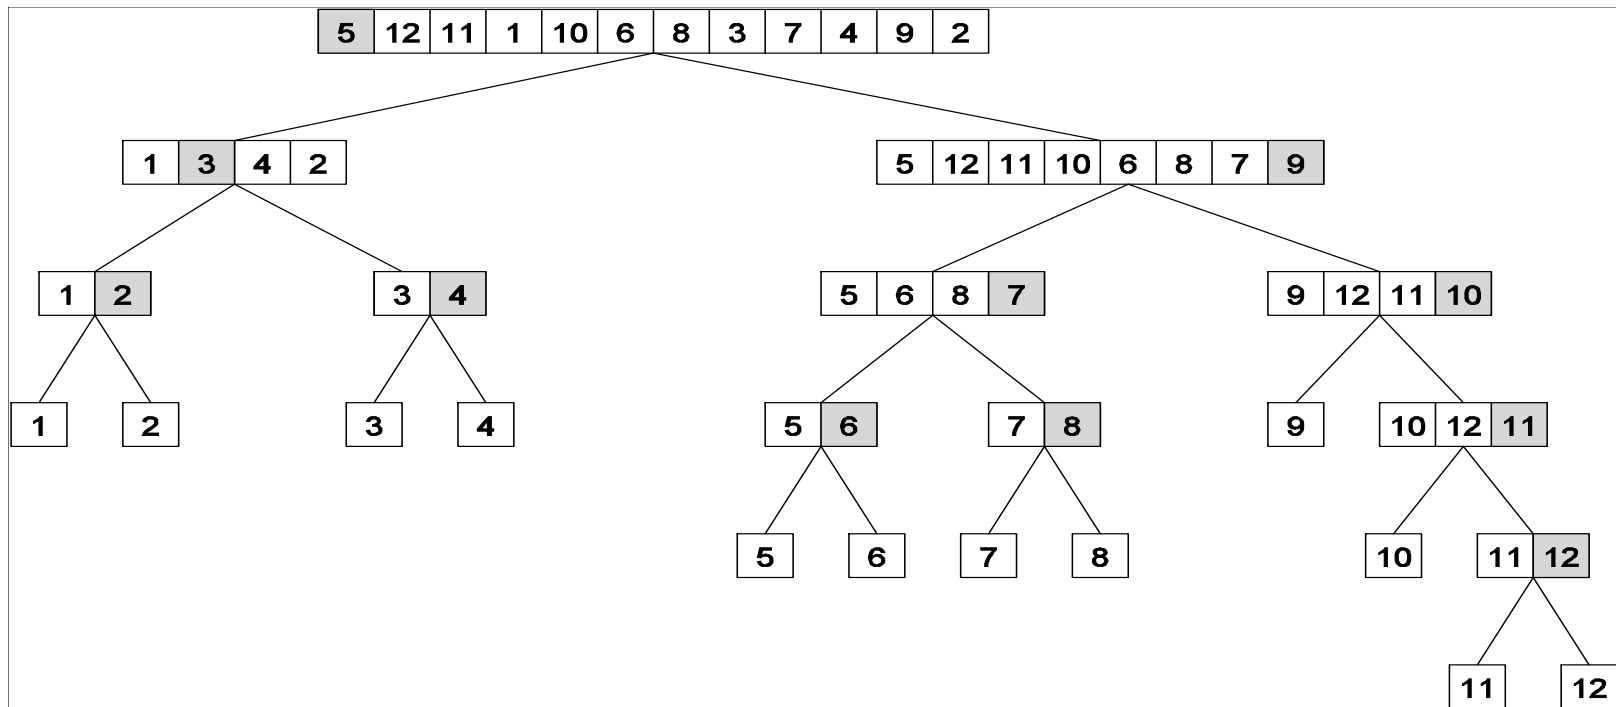 5 12 11 1 10 6 8 3 7 4 9 2
1 3 4 2 5 12 11 10 6 8 7 9
1 2 3 4 5 6 8 7 9 12 11 10
1 2 3 4 5 6 7 8 9 10 12 11
5 6 7 8 10 11 12
11 12